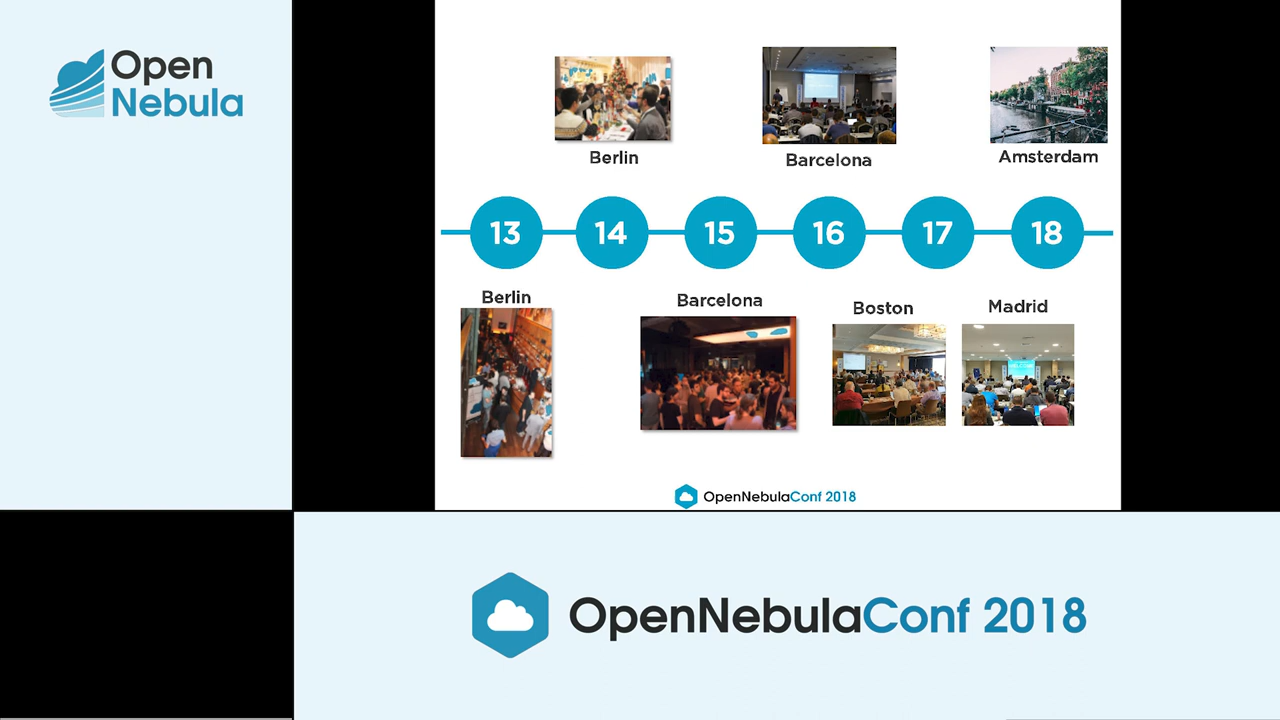 Open
Nebula
Berlin
Barcelona
Amsterdam
13
14
15
16
17
18
Berlin
Barcelona
Boston
Madrid
OpenNebulaConf 2018
OpenNebulaConf 2018